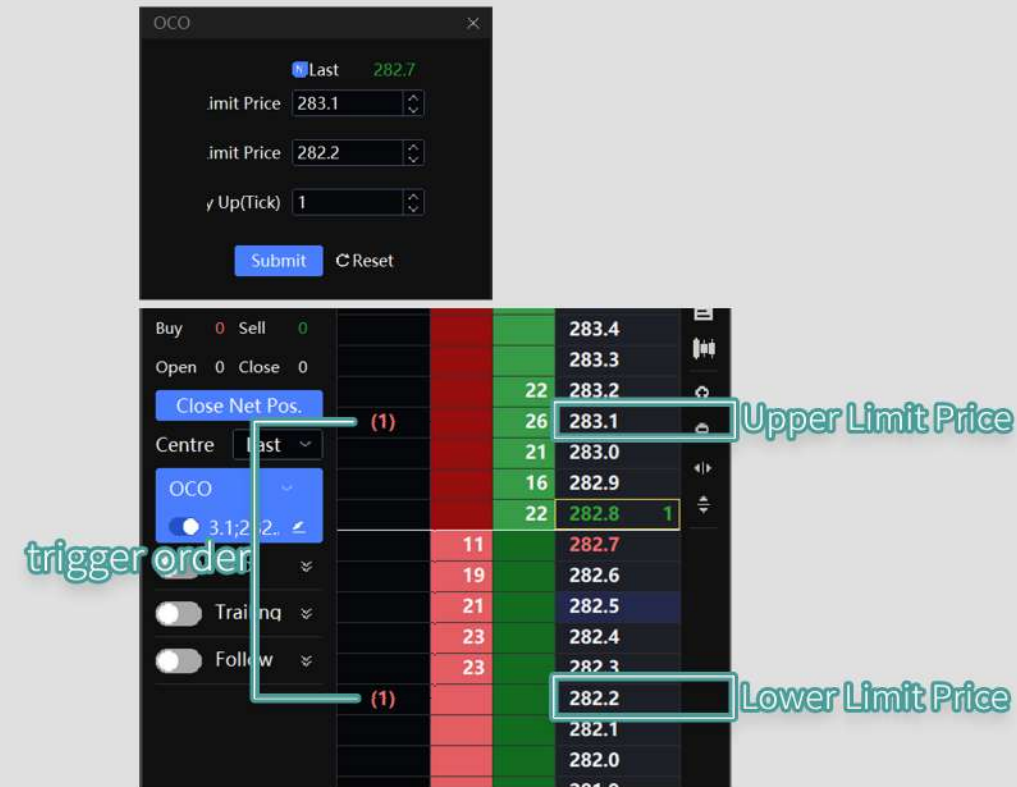 OCO
N Last 282.7
imit Price 283.1
imit Price 282.2
y Up(Tick) 1
Submit Reset
Buy 0 Sell 0
283.4
Open 0 Close 0
283.3
22 283.2
Close Net Pos.
(1) 26 283.1 Upper Limit Price
Centre Last
21 283.0
OCO
16 282.9
22 282.8 1
3.1;2
11 282.7
trigger order
19 282.6
21 282.5
Trailing
23 282.4
Follow
23 282.3
(1) 282.2 Lower Limit Price
282.1
282.0